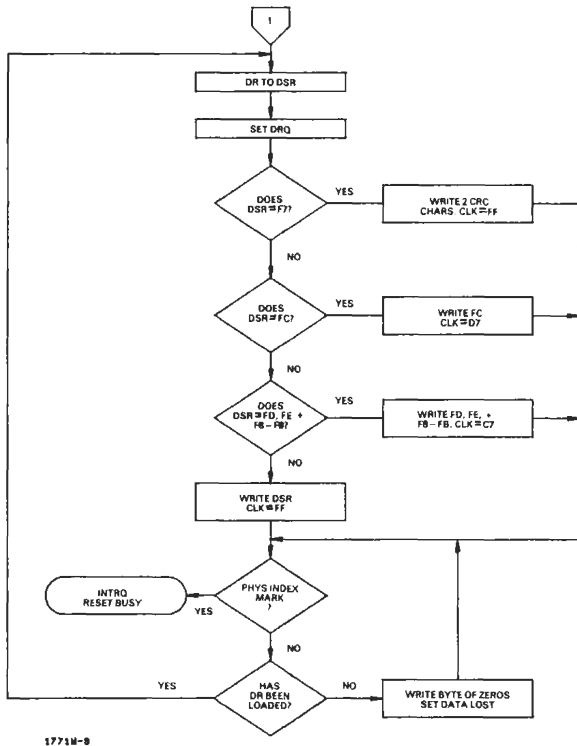 1
DR TO DSR
SET DRQ
DOES
DSR=F7?
YES
WRITE 2 CRC
CHARS. CLK=FF
NO
DOES
DSR=FC?
YES
WRITE FC
CLK=D7
NO
DOES
DSR=FD, FE +
F8-FB?
YES
WRITE FD, FE, +
F8-FB. CLK=C7
NO
WRITE DSR
CLK=FF
PHYS INDEX
MARK
?
YES
INTRQ
RESET BUSY
NO
YES
HAS
DR BEEN
LOADED?
NO
WRITE BYTE OF ZEROS
SET DATA LOST
1771M-9